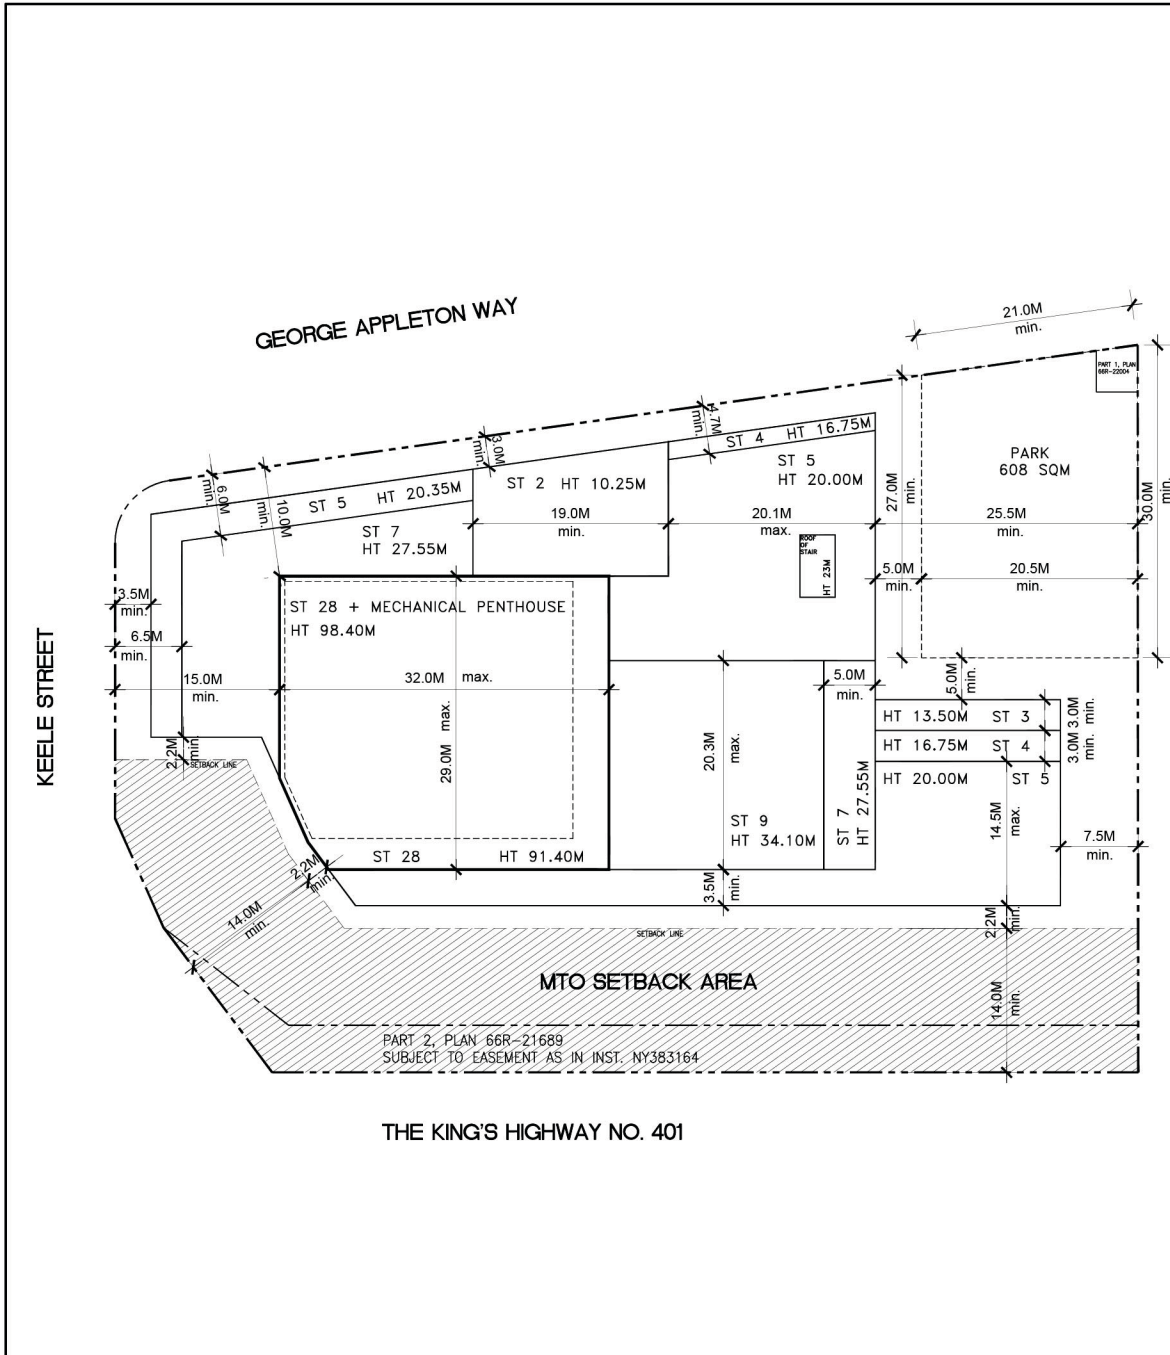 GEORGE APPLETON WAY
21.0M
min.
PART 1, PLAN
66R-22004
4.7M
min.
ST 4 HT 16.75M
3.0M
min.
PARK
608 SQM
ST 5
HT 20.00M
27.0M
min.
30.0M
min.
6.0M
min.
10.0M
min.
ST 5 HT 20.35M
ST 2 HT 10.25M
ST 7
HT 27.55M
19.0M
min.
20.1M
max.
25.5M
min.
ROOF
OF
STAIR
HT 23M
5.0M
min.
20.5M
min.
3.5M
min.
ST 28 + MECHANICAL PENTHOUSE
HT 98.40M
6.5M
min.
KEELE STREET
15.0M
min.
32.0M max.
5.0M
min.
5.0M
min.
HT 13.50M ST 3
3.0M
min.
HT 16.75M ST 4
3.0M
min.
HT 20.00M ST 5
2.2M
min.
SETBACK LINE
29.0M
max.
20.3M
max.
14.5M
max.
ST 9
HT 34.10M
ST 7
HT 27.55M
7.5M
min.
ST 28 HT 91.40M
2.2M
min.
14.0M
min.
3.5M
min.
2.2M
min.
SETBACK LINE
MTO SETBACK AREA
14.0M
min.
PART 2, PLAN 66R-21689
SUBJECT TO EASEMENT AS IN INST. NY383164
THE KING'S HIGHWAY NO. 401